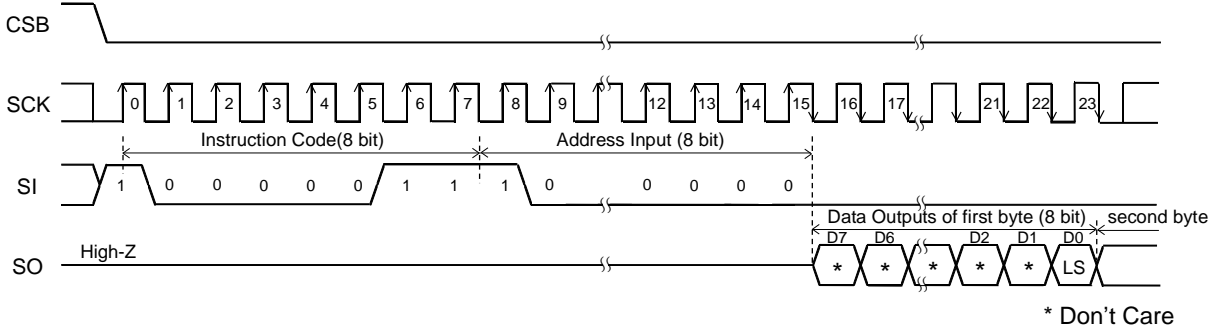 CSB
SCK
0 1 2 3 4 5 6 7 8 9 12 13 14 15 16 17 21 22 23
Instruction Code(8 bit) Address Input (8 bit)
SI
1 0 0 0 0 0 1 1 1 0 0 0 0 0
Data Outputs of first byte (8 bit) second byte
D7 D6 D2 D1 D0
SO High-Z
* * * * * LS
* Don't Care